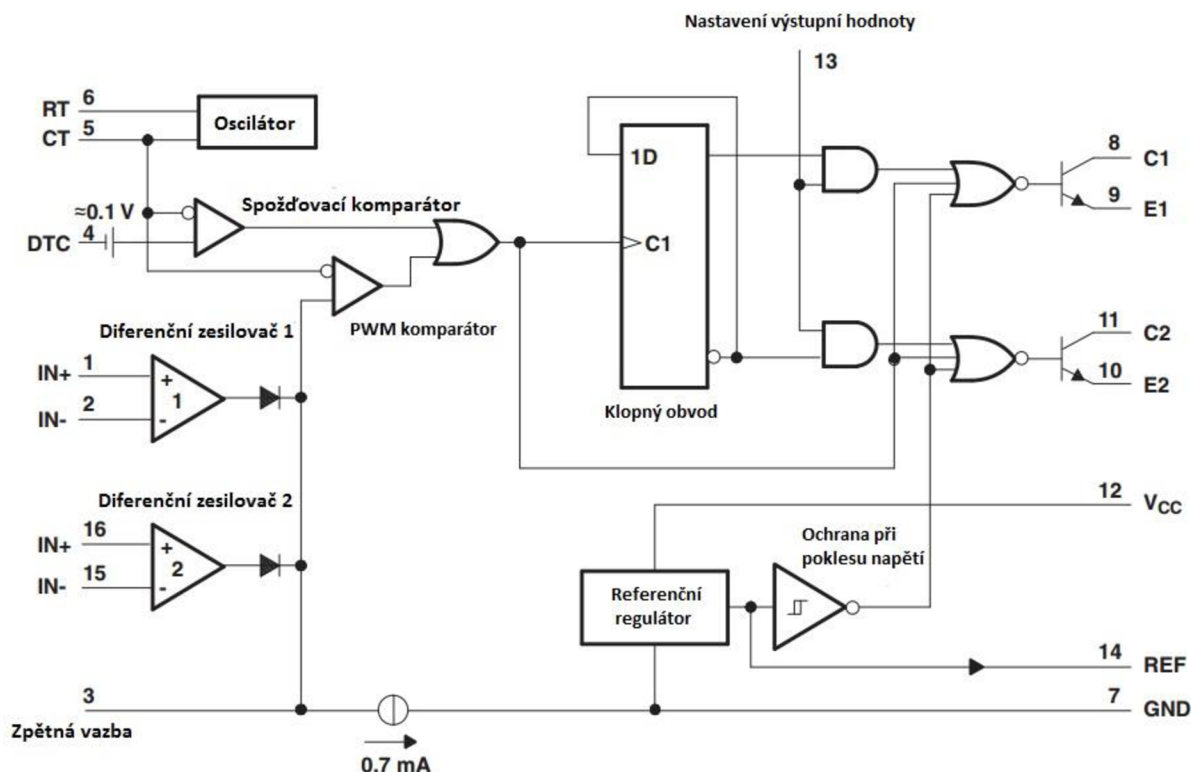 Nastavení výstupní hodnoty
13
RT 6
CT 5
Oscilátor
≈0.1 V
DTC 4
Spožďovací komparátor
PWM komparátor
1D
C1
Klopný obvod
8 C1
9 E1
11 C2
10 E2
Diferenční zesilovač 1
IN+ 1
IN- 2
+
1
-
Diferenční zesilovač 2
IN+ 16
IN- 15
+
2
-
12 VCC
Ochrana při
poklesu napětí
Referenční
regulátor
14 REF
7 GND
3
Zpětná vazba
0.7 mA